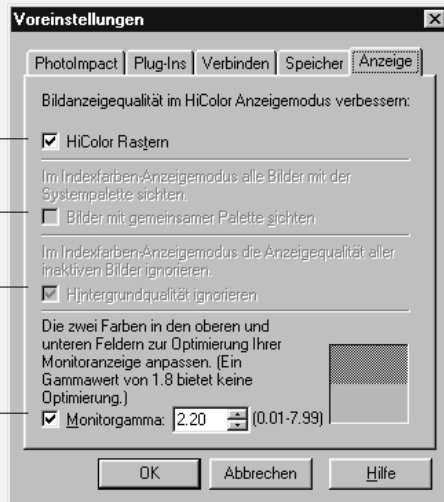 Voreinstellungen
PhotoImpact Plug-Ins Verbinden Speicher Anzeige
Bildanzeigequalität im HiColor Anzeigemodus verbessern:
HiColor Rastern
Im Indexfarben-Anzeigemodus alle Bilder mit der
Systempalette sichten.
Bilder mit gemeinsamer Palette sichten
Im Indexfarben-Anzeigemodus die Anzeigequalität aller
inaktiven Bilder ignorieren.
Hintergrundqualität ignorieren
Die zwei Farben in den oberen und
unteren Feldern zur Optimierung Ihrer
Monitoranzeige anpassen. (Ein
Gammawert von 1.8 bietet keine
Optimierung.)
Monitorgamma: 2.20 (0.01-7.99)
OK Abbrechen Hilfe